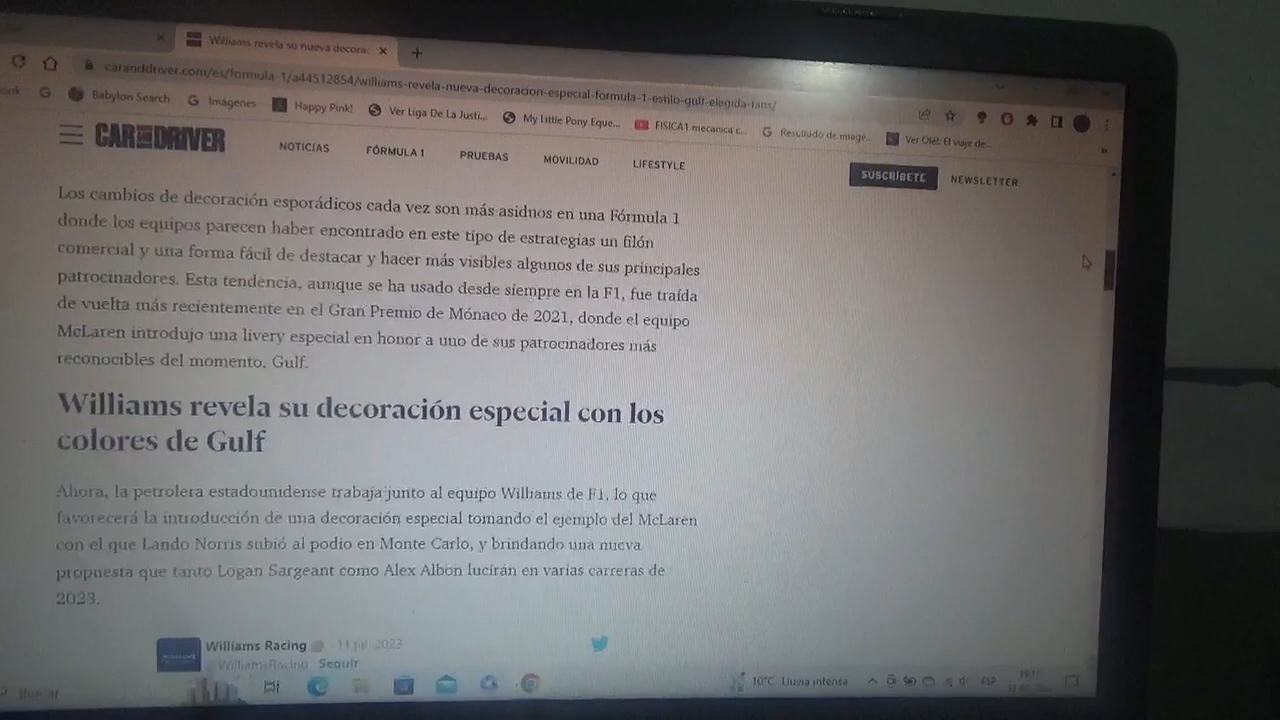 Williams revela su nueva decora:
caranddriver.com/es/formula-1/a44512854/williams-revela-nueva-decoracion-especial-formula-1-estilo-gulf-elegida-fans/
Babylon Search
Imágenes
Happy Pink!
Ver Liga De La Justi...
My Little Pony Eque...
FISICA1 mecanica c...
Resultado de image...
Ver Olé! El viaje de...
CAR AND DRIVER
NOTICIAS
FÓRMULA 1
PRUEBAS
MOVILIDAD
LIFESTYLE
SUSCRÍBETE
NEWSLETTER
Los cambios de decoración esporádicos cada vez son más asiduos en una Fórmula 1
donde los equipos parecen haber encontrado en este tipo de estrategias un filón
comercial y una forma fácil de destacar y hacer más visibles algunos de sus principales
patrocinadores. Esta tendencia, aunque se ha usado desde siempre en la F1, fue traída
de vuelta más recientemente en el Gran Premio de Mónaco de 2021, donde el equipo
McLaren introdujo una livery especial en honor a uno de sus patrocinadores más
reconocibles del momento, Gulf.
Williams revela su decoración especial con los
colores de Gulf
Ahora, la petrolera estadounidense trabaja junto al equipo Williams de F1, lo que
favorecerá la introducción de una decoración especial tomando el ejemplo del McLaren
con el que Lando Norris subió al podio en Monte Carlo, y brindando una nueva
propuesta que tanto Logan Sargeant como Alex Albon lucirán en varias carreras de
2023.
Williams Racing
11 jul. 2023
WilliamsRacing
Seguir
10°C Lluvia intensa
ESP